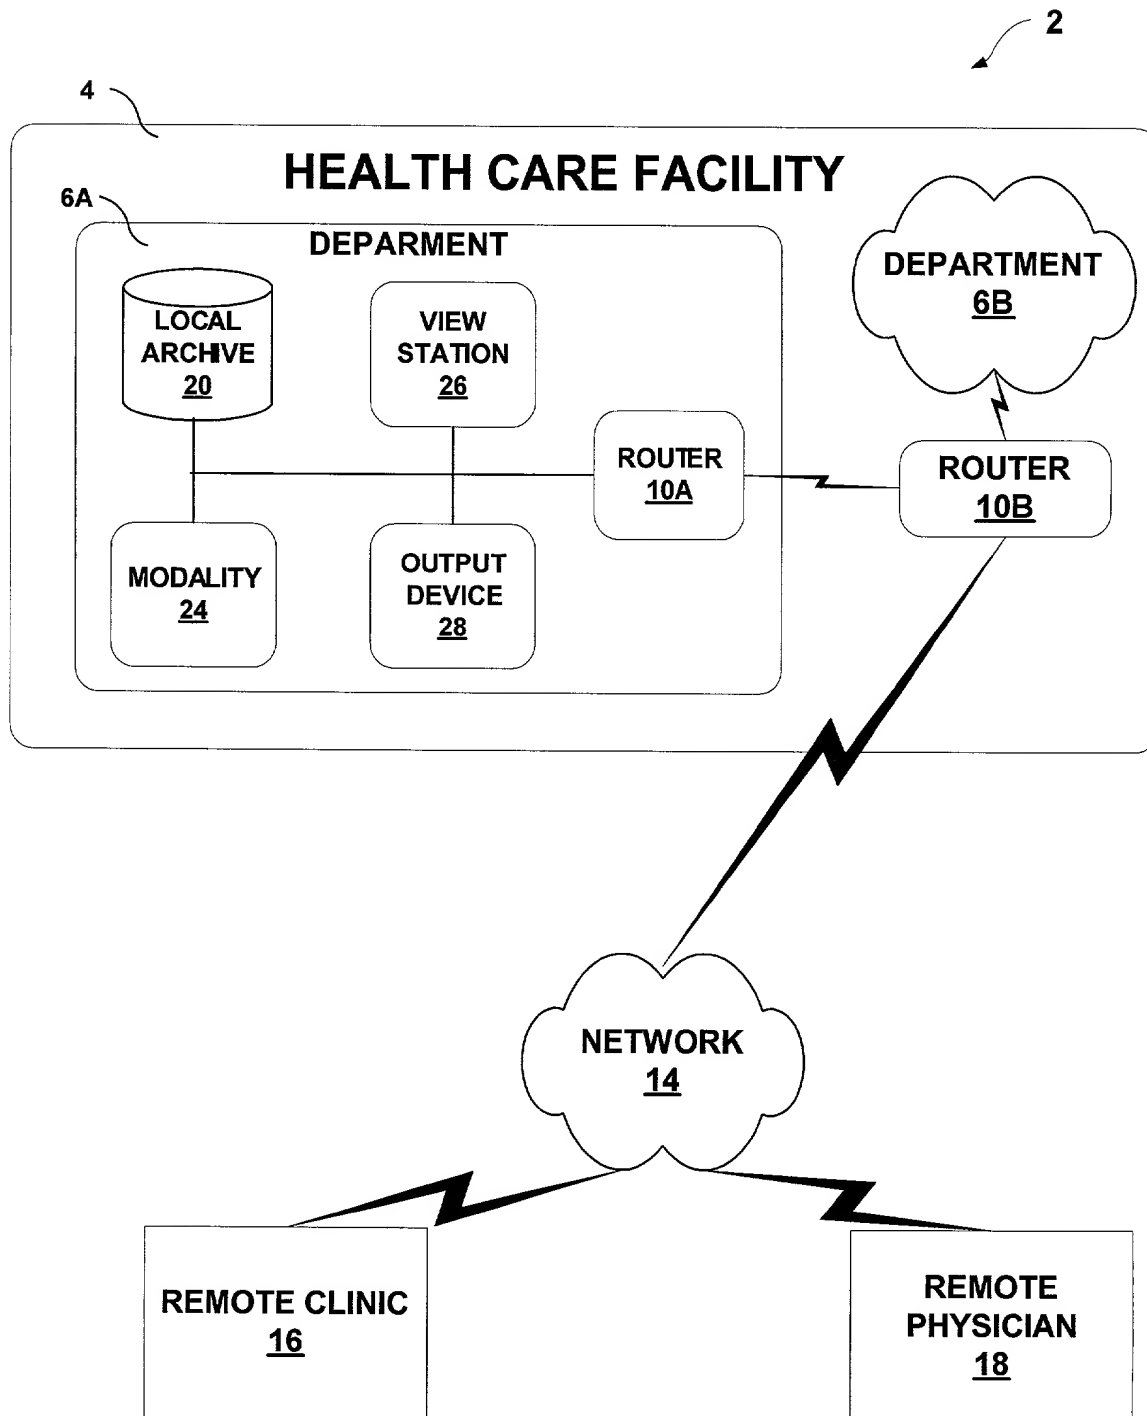 2
4
HEALTH CARE FACILITY
6A
DEPARMENT
LOCAL
ARCHIVE
20
VIEW
STATION
26
DEPARTMENT
6B
ROUTER
10A
ROUTER
10B
MODALITY
24
OUTPUT
DEVICE
28
NETWORK
14
REMOTE CLINIC
16
REMOTE
PHYSICIAN
18